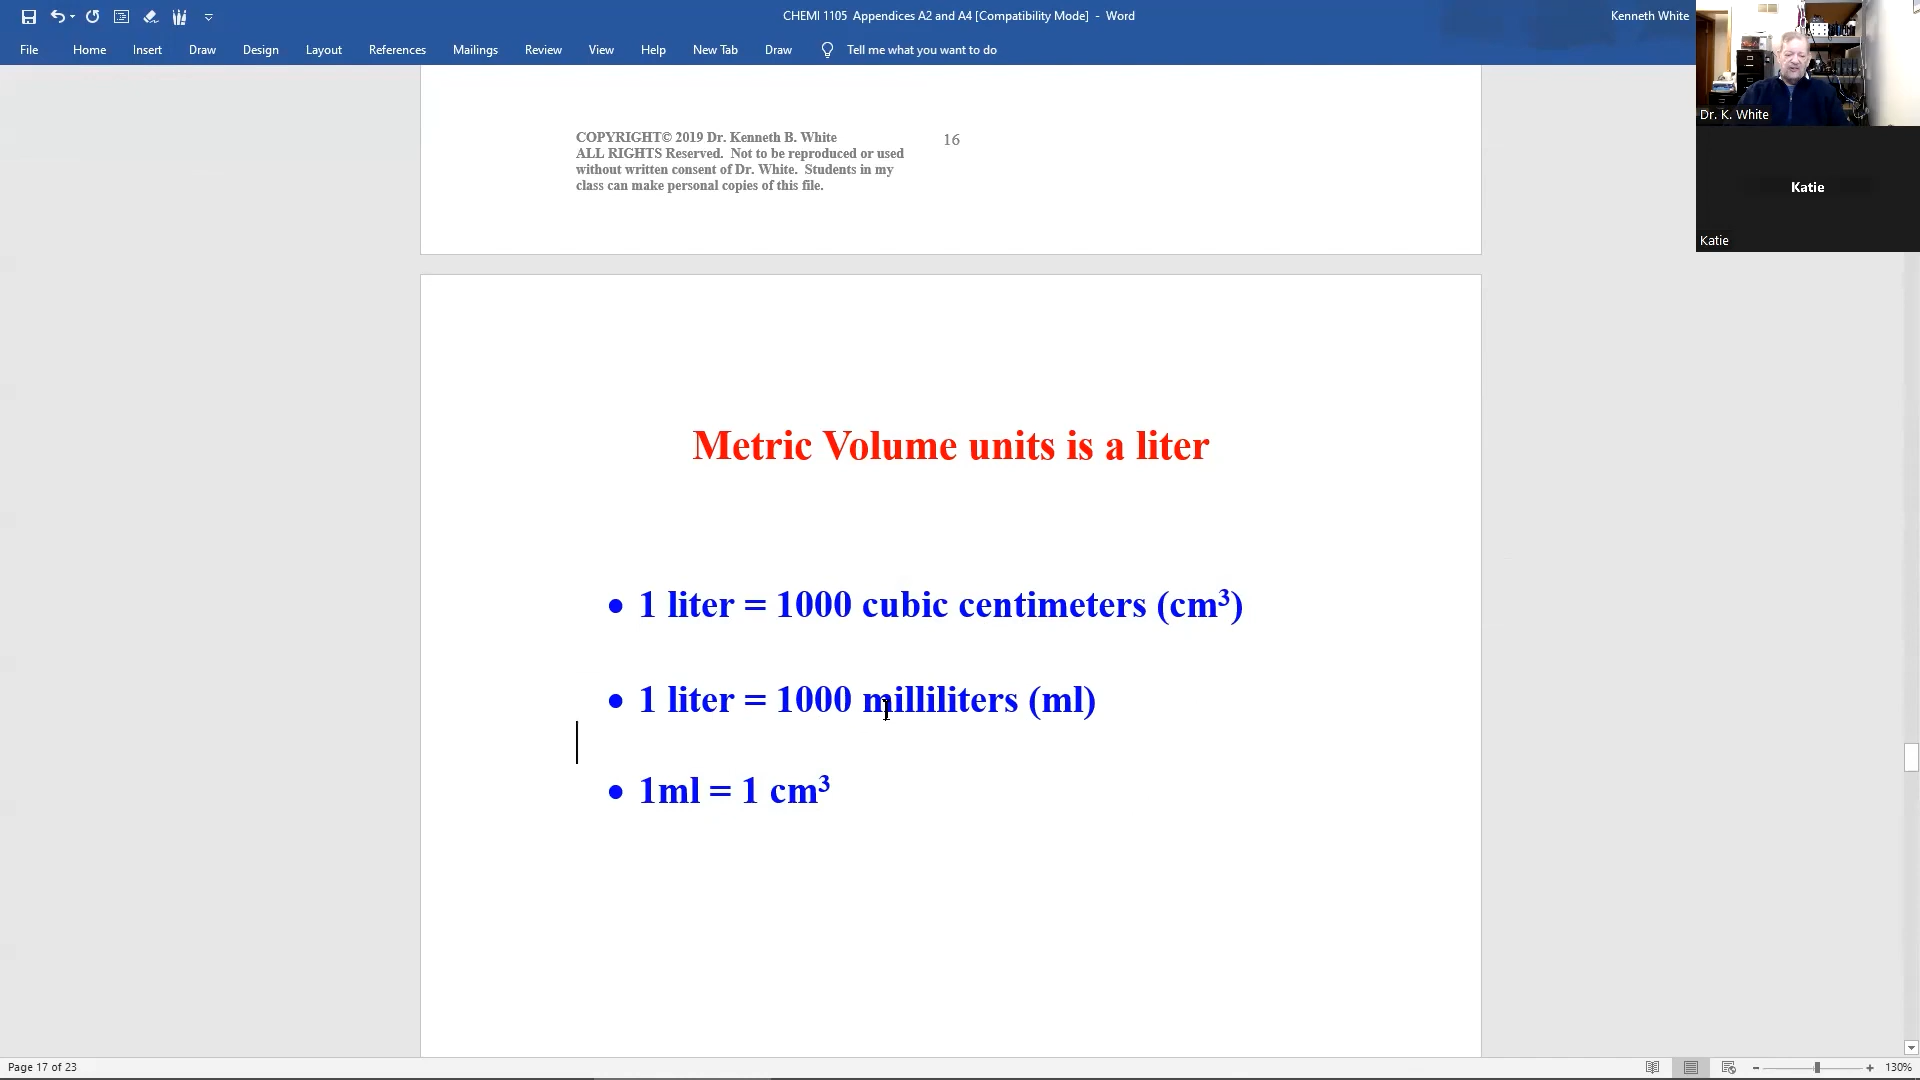 CHEMI 1105 Appendices A2 and A4 [Compatibility Mode] - Word
Kenneth White
File Home Insert Draw Design Layout References Mailings Review View Help New Tab Draw Tell me what you want to do
Dr. K. White
Katie
Katie
COPYRIGHT© 2019 Dr. Kenneth B. White 16
ALL RIGHTS Reserved. Not to be reproduced or used
without written consent of Dr. White. Students in my
class can make personal copies of this file.
Metric Volume units is a liter
• 1 liter = 1000 cubic centimeters (cm³)
• 1 liter = 1000 milliliters (ml)
• 1ml = 1 cm³
Page 17 of 23
130%